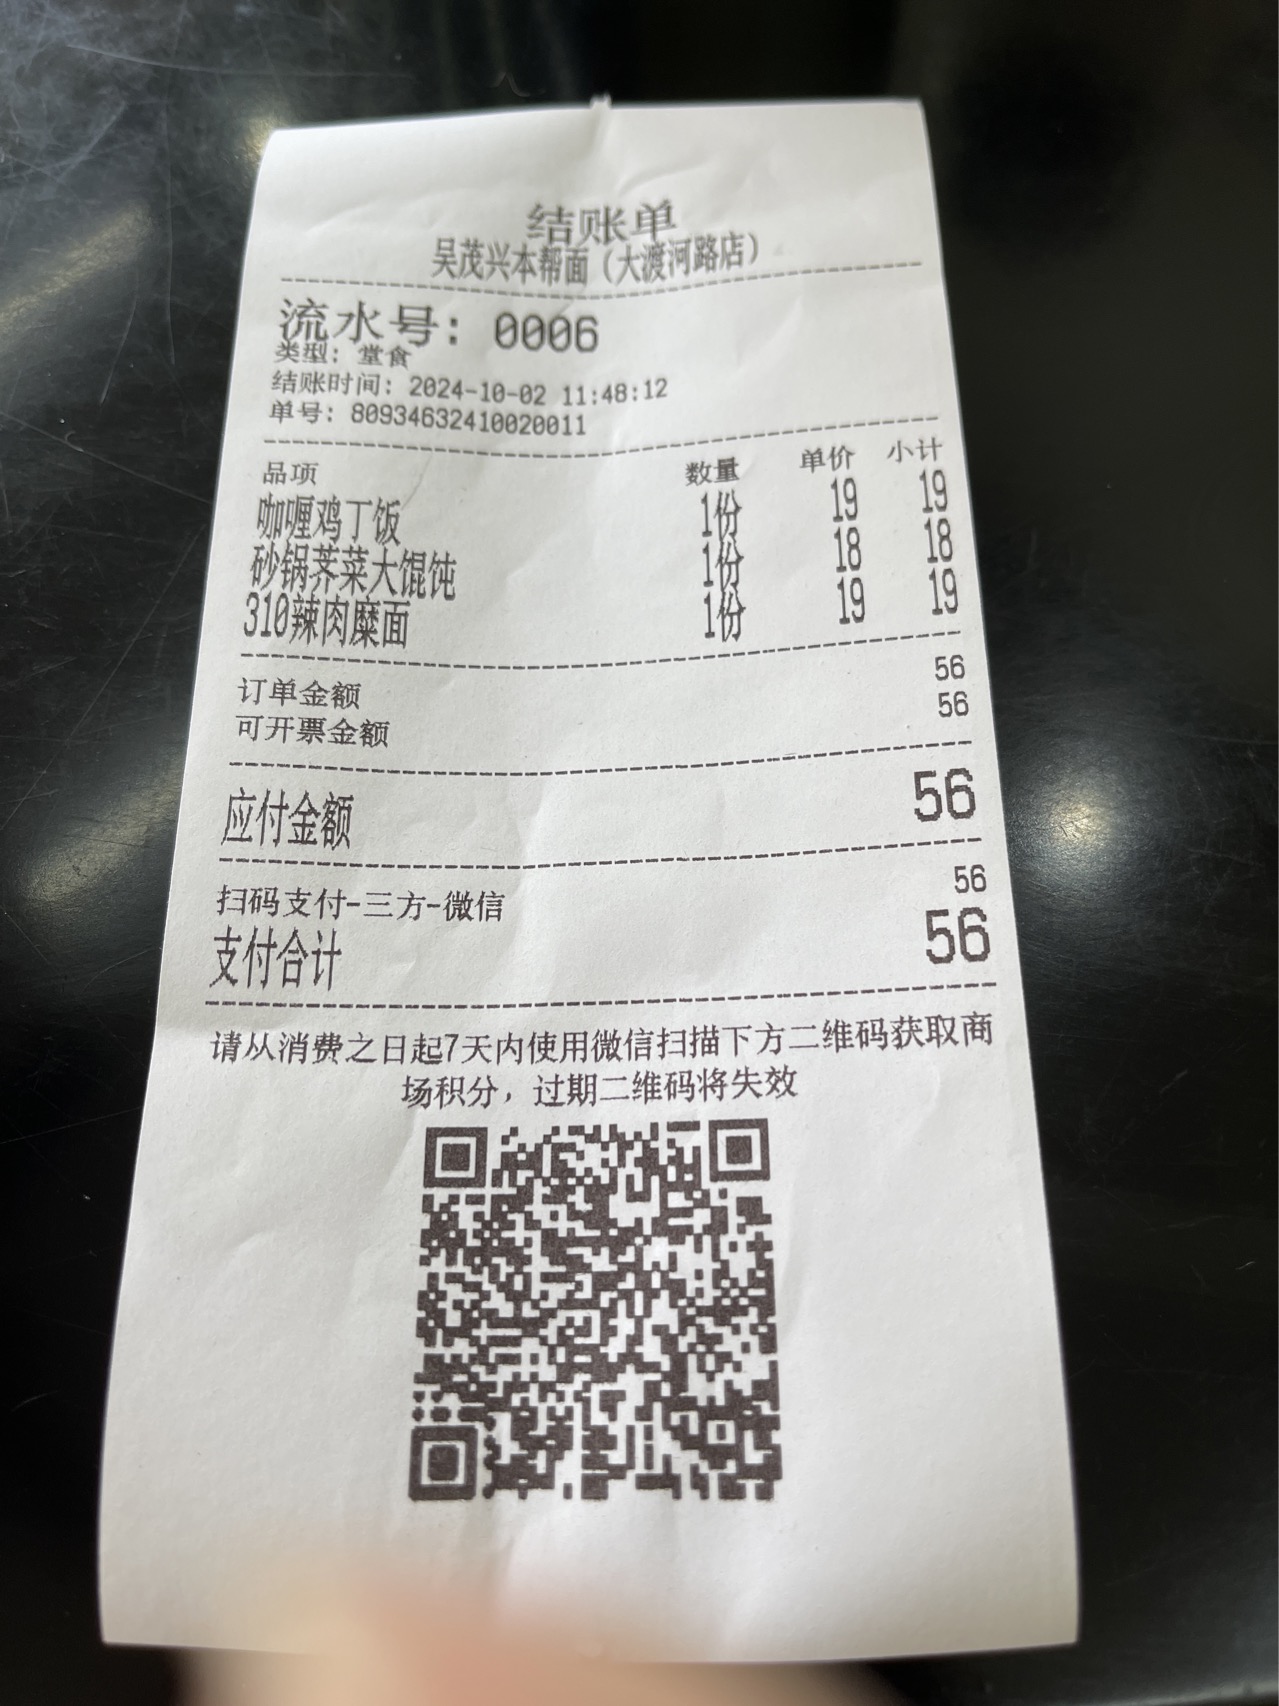 结账单
吴茂兴本帮面（大渡河路店）
流水号：0006
类型：堂食
结账时间：2024-10-02 11:48:12
单号：80934632410020011
品项 数量 单价 小计
咖喱鸡丁饭 1份 19 19
砂锅荠菜大馄饨 1份 18 18
310辣肉糜面 1份 19 19
订单金额 56
可开票金额 56
应付金额 56
扫码支付-三方-微信 56
支付合计 56
请从消费之日起7天内使用微信扫描下方二维码获取商
场积分，过期二维码将失效